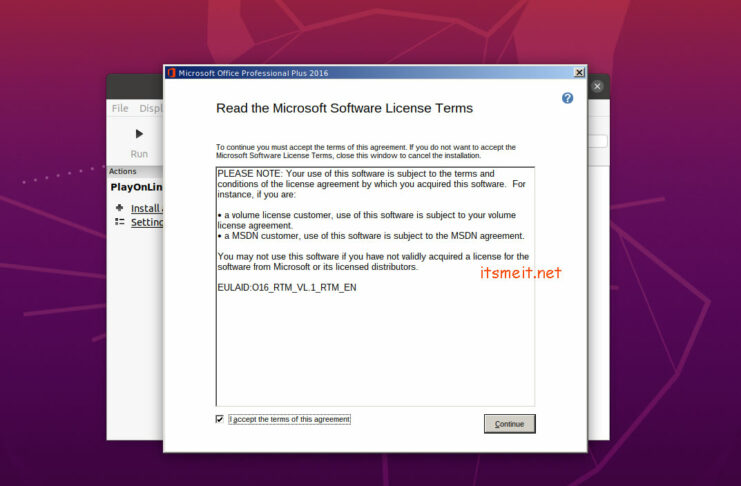 Microsoft Office Professional Plus 2016
Read the Microsoft Software License Terms
File Displ
To continue you must accept the terms of this agreement. If you do not want to accept the
Microsoft Software License Terms, close this window to cancel the installation.
Run
PLEASE NOTE: Your use of this software is subject to the terms and
conditions of the license agreement by which you acquired this software. For
instance, if you are:
Actions
PlayOnLin
Install
Setting
• a volume license customer, use of this software is subject to your volume
license agreement.
• a MSDN customer, use of this software is subject to the MSDN agreement.
You may not use this software if you have not validly acquired a license for the
software from Microsoft or its licensed distributors.
itsmeit.net
EULAID:O16_RTM_VL.1_RTM_EN
I accept the terms of this agreement
Continue